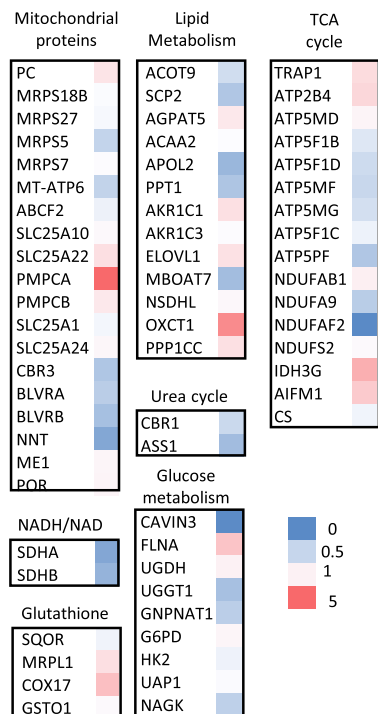 Mitochondrial
proteins
PC
MRPS18B
MRPS27
MRPS5
MRPS7
MT-ATP6
ABCF2
SLC25A10
SLC25A22
PMPCA
PMPCB
SLC25A1
SLC25A24
CBR3
BLVRA
BLVRB
NNT
ME1
POR
NADH/NAD
SDHA
SDHB
Glutathione
SQOR
MRPL1
COX17
GSTO1
Lipid
Metabolism
ACOT9
SCP2
AGPAT5
ACAA2
APOL2
PPT1
AKR1C1
AKR1C3
ELOVL1
MBOAT7
NSDHL
OXCT1
PPP1CC
Urea cycle
CBR1
ASS1
Glucose
metabolism
CAVIN3
FLNA
UGDH
UGGT1
GNPNAT1
G6PD
HK2
UAP1
NAGK
TCA
cycle
TRAP1
ATP2B4
ATP5MD
ATP5F1B
ATP5F1D
ATP5MF
ATP5MG
ATP5F1C
ATP5PF
NDUFAB1
NDUFA9
NDUFAF2
NDUFS2
IDH3G
AIFM1
CS
0
0.5
1
5